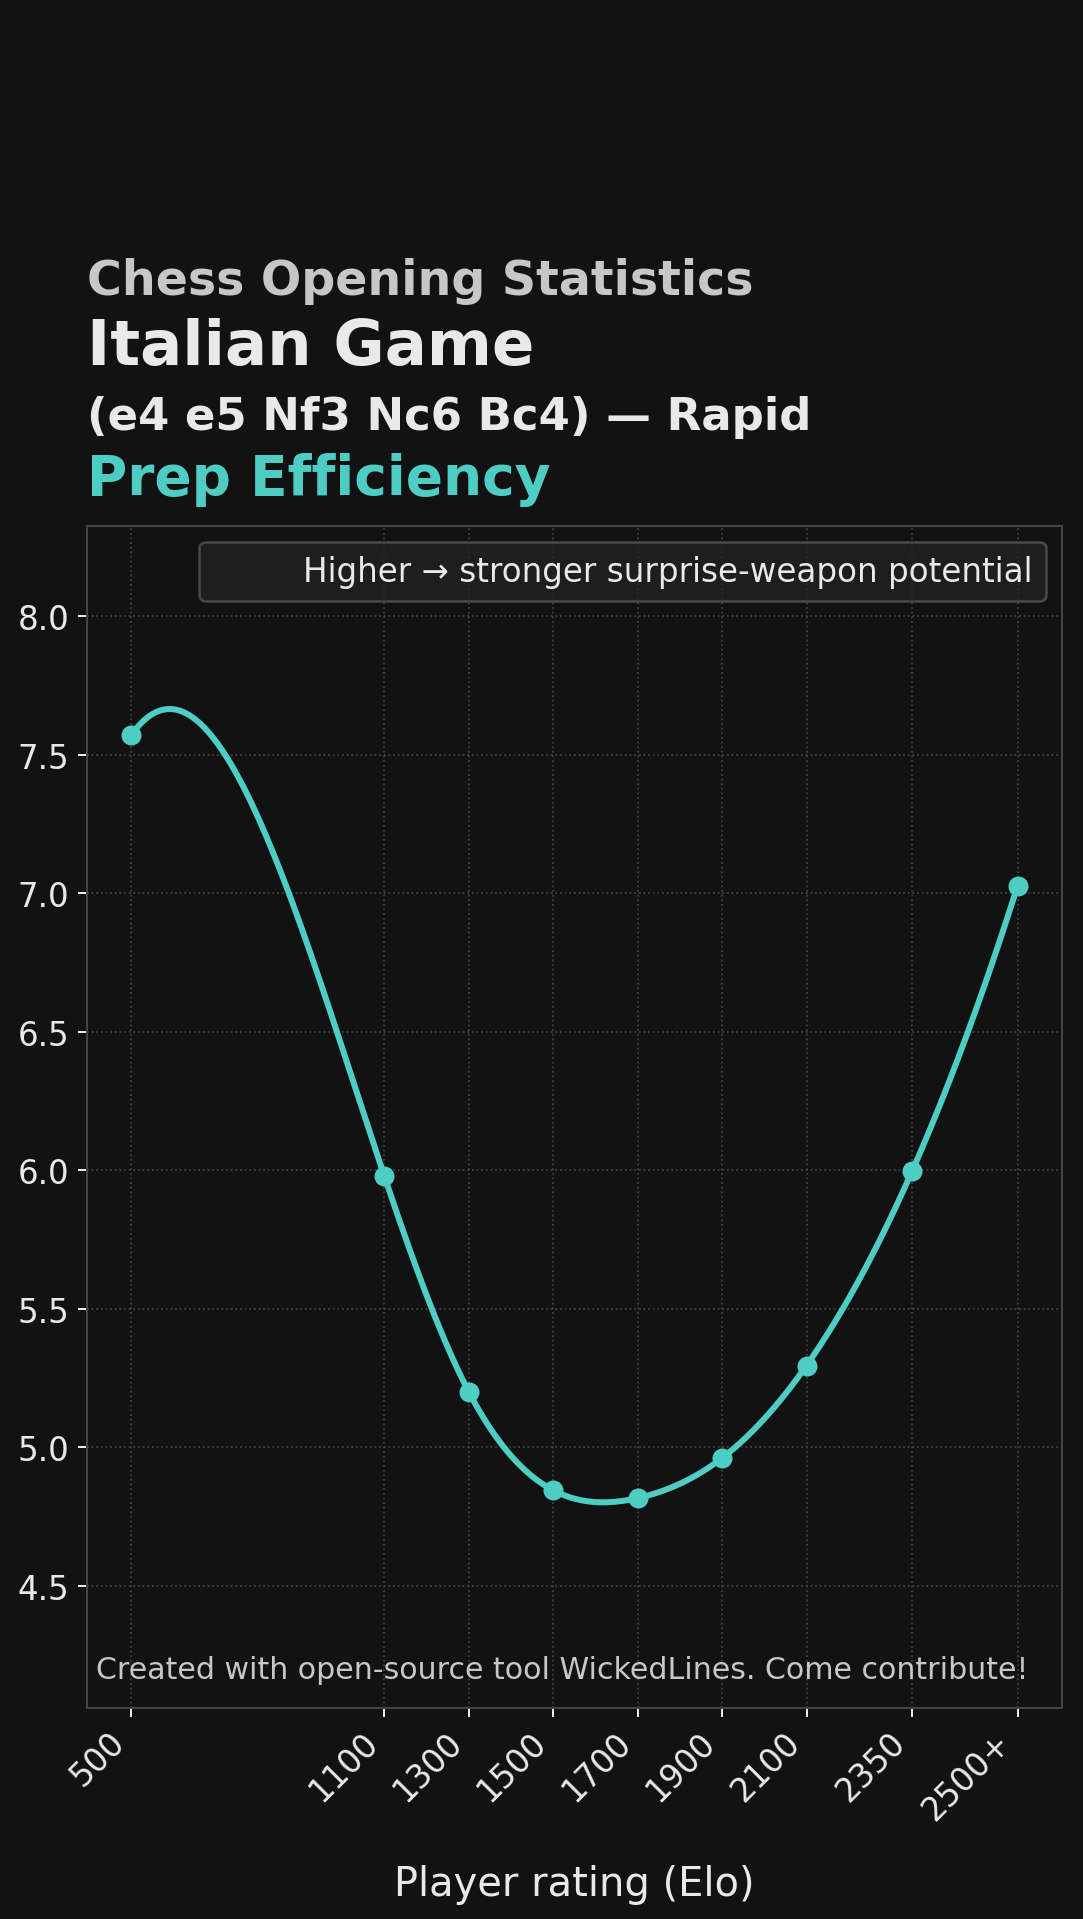 Chess Opening Statistics
Italian Game
(e4 e5 Nf3 Nc6 Bc4) — Rapid
Prep Efficiency
Higher → stronger surprise-weapon potential
8.0
7.5
7.0
6.5
6.0
5.5
5.0
4.5
Created with open-source tool WickedLines. Come contribute!
500
1100
1300
1500
1700
1900
2100
2350
2500+
Player rating (Elo)